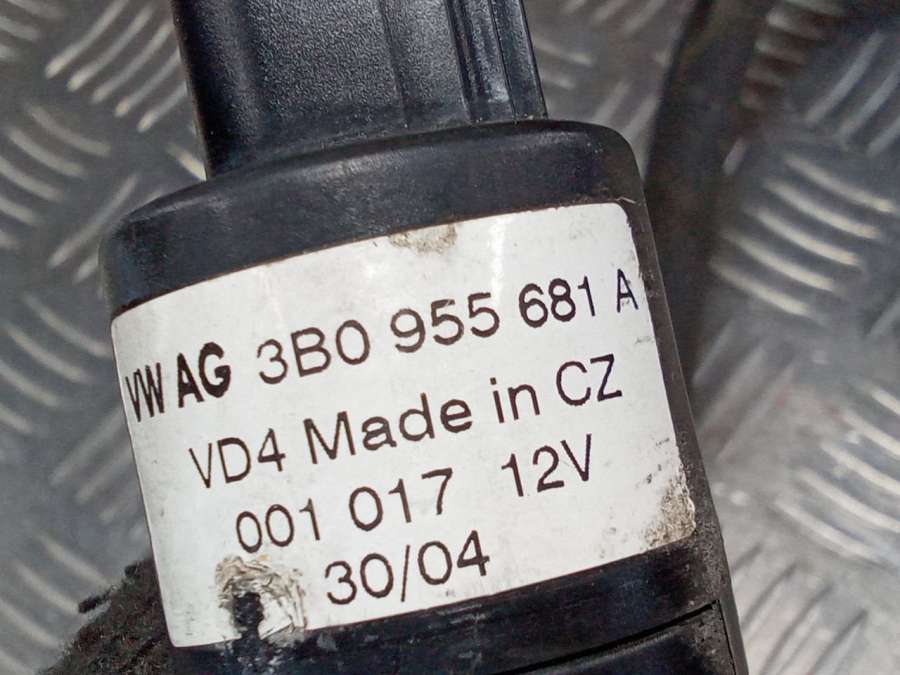 VW AG 3B0 955 681 A
VD4 Made in CZ
001 017 12V
30/04